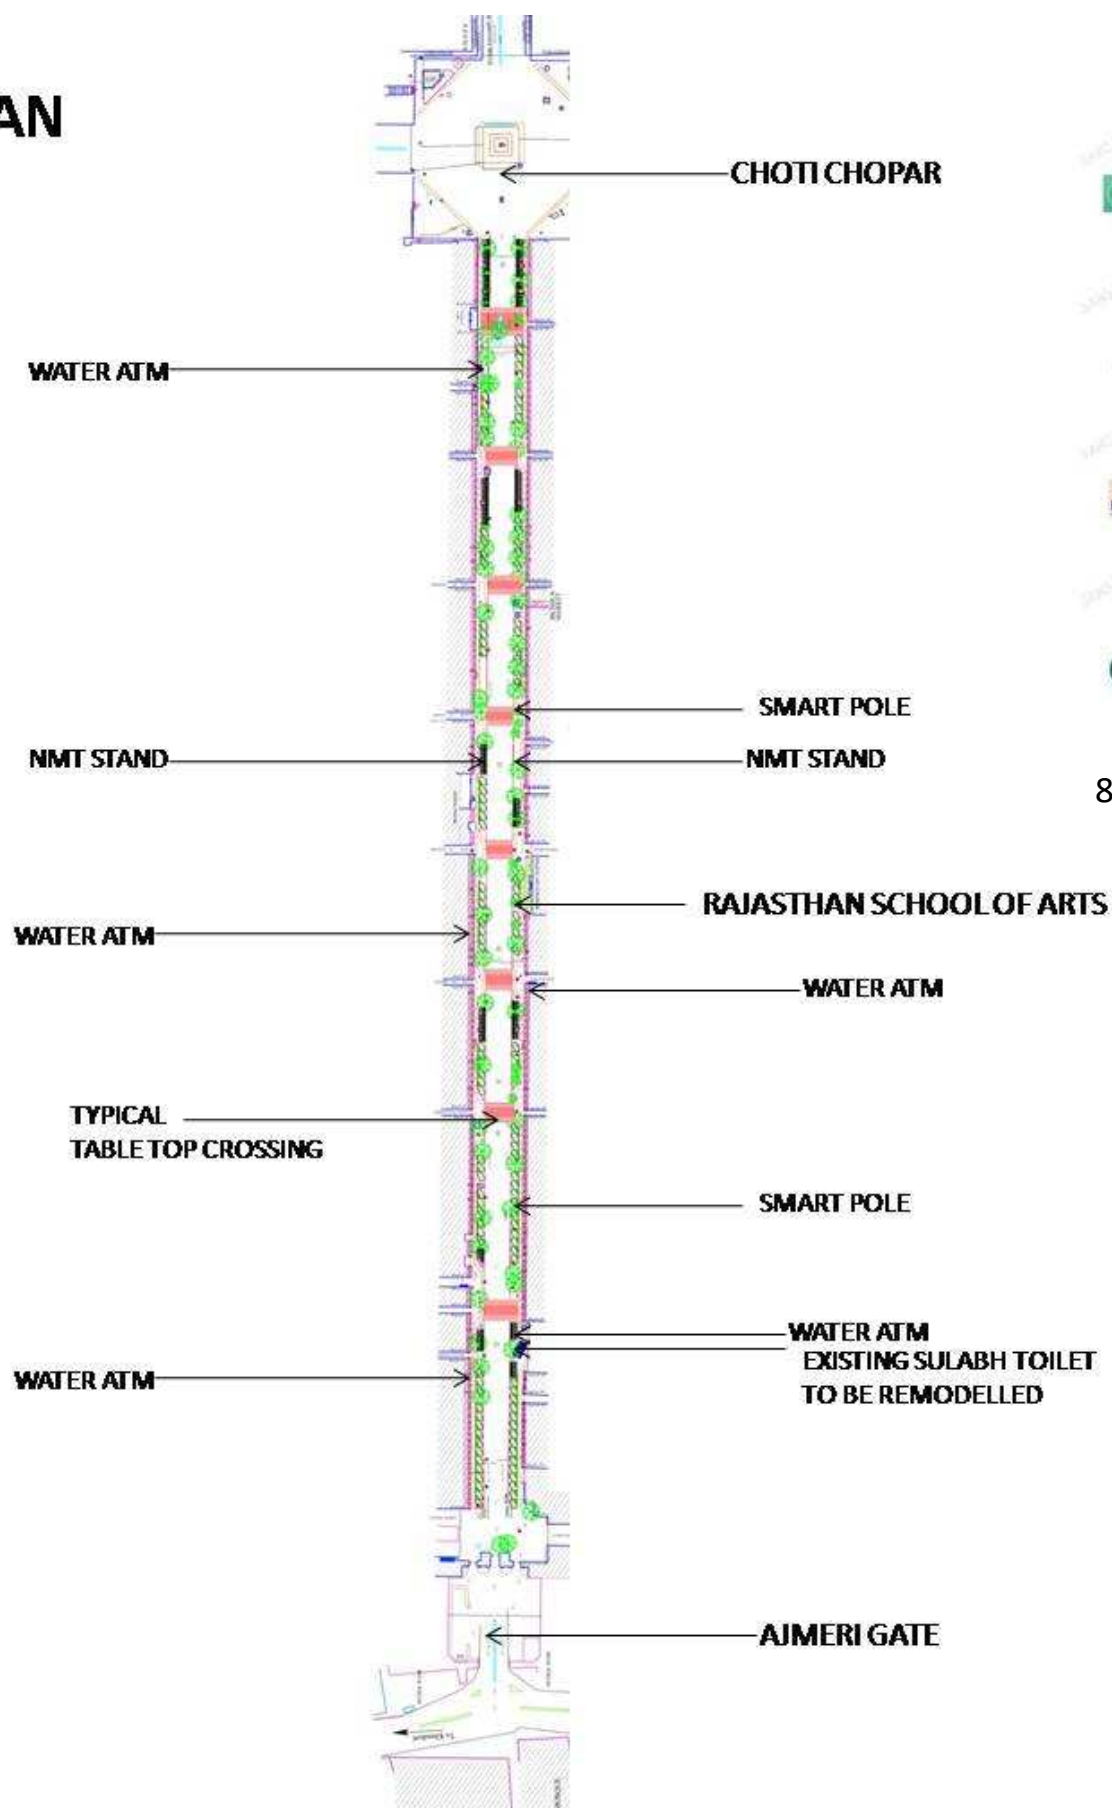 AN
CHOTI CHOPAR
WATER ATM
SMART POLE
NMT STAND
NMT STAND
8
RAJASTHAN SCHOOL OF ARTS
WATER ATM
WATER ATM
TYPICAL
TABLE TOP CROSSING
SMART POLE
WATER ATM
EXISTING SULABH TOILET
TO BE REMODELLED
WATER ATM
AJMERI GATE